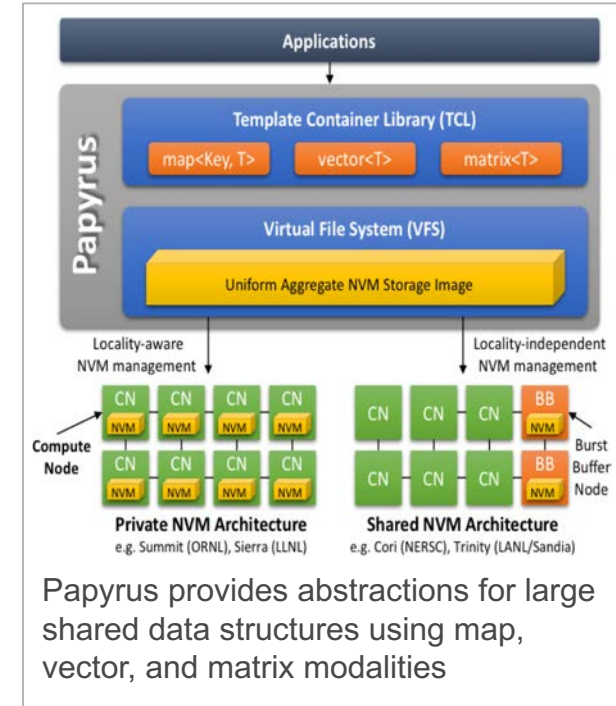 Applications
Papyrus
Template Container Library (TCL)
map<Key, T> vector<T> matrix<T>
Virtual File System (VFS)
Uniform Aggregate NVM Storage Image
Locality-aware
NVM management
Locality-independent
NVM management
CN CN CN CN
NVM NVM NVM NVM
CN CN CN CN
NVM NVM NVM NVM
Compute
Node
CN CN CN BB
NVM
CN CN CN BB
NVM
Burst
Buffer
Node
Private NVM Architecture
e.g. Summit (ORNL), Sierra (LLNL)
Shared NVM Architecture
e.g. Cori (NERSC), Trinity (LANL/Sandia)
Papyrus provides abstractions for large
shared data structures using map,
vector, and matrix modalities